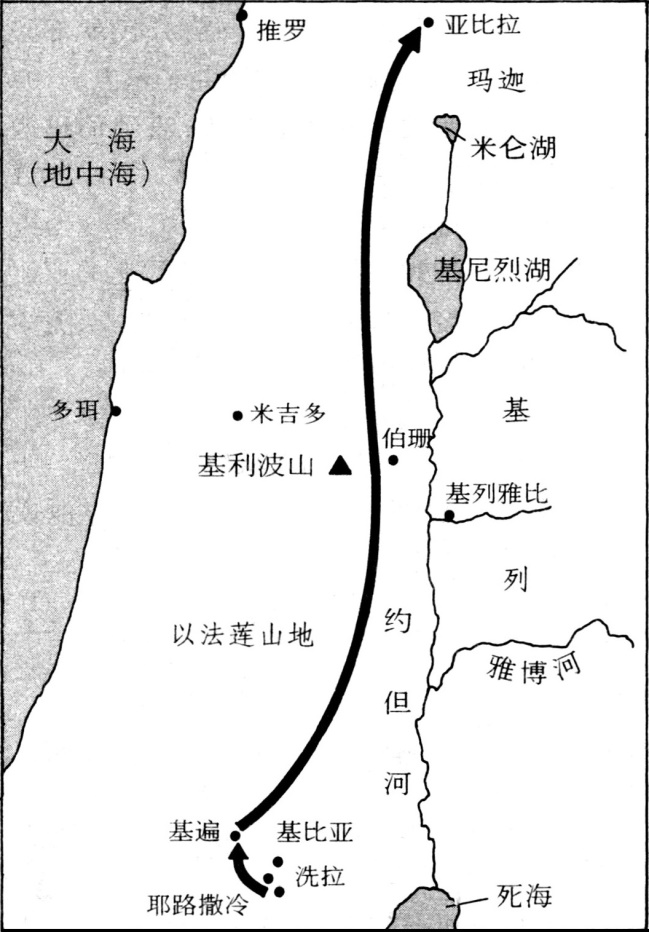 推罗
亚比拉
玛迦
大海
(地中海)
米仑湖
基尼烈湖
多珥
米吉多
基
伯珊
基利波山
基列雅比
列
约
以法莲山地
雅博河
但
河
基遍
基比亚
洗拉
耶路撒冷
死海